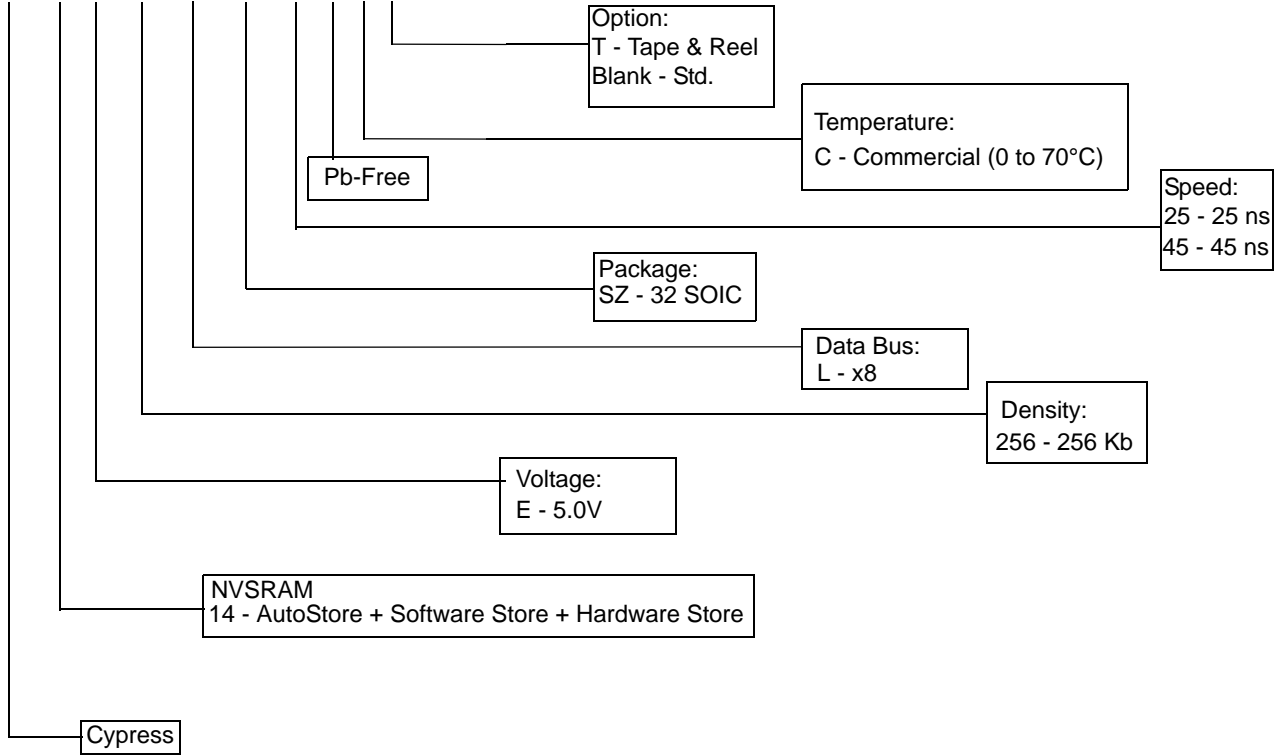 Option:
T - Tape & Reel
Blank - Std.
Temperature:
C - Commercial (0 to 70°C)
Pb-Free
Speed:
25 - 25 ns
45 - 45 ns
Package:
SZ - 32 SOIC
Data Bus:
L - x8
Density:
256 - 256 Kb
Voltage:
E - 5.0V
NVSRAM
14 - AutoStore + Software Store + Hardware Store
Cypress